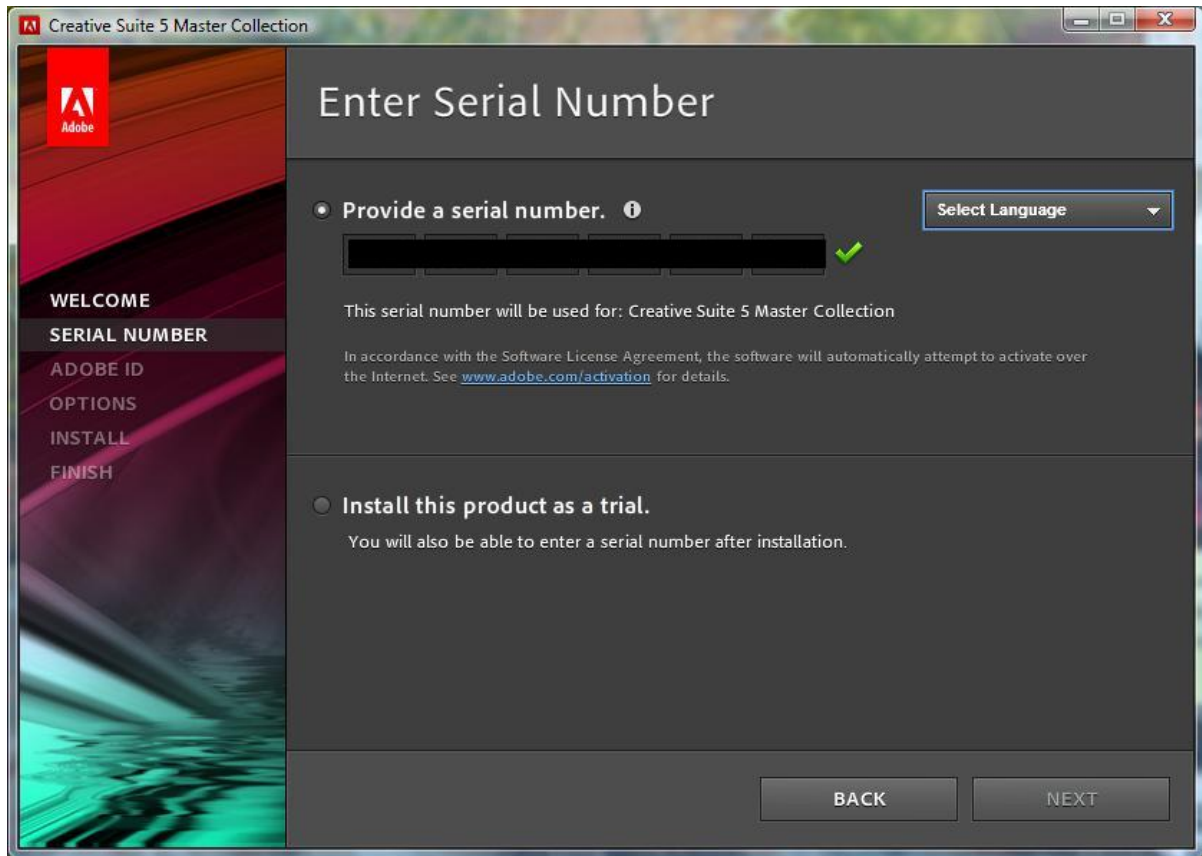 Creative Suite 5 Master Collection
Adobe
Enter Serial Number
Provide a serial number.
Select Language
This serial number will be used for: Creative Suite 5 Master Collection
In accordance with the Software License Agreement, the software will automatically attempt to activate over
the Internet. See www.adobe.com/activation for details.
WELCOME
SERIAL NUMBER
ADOBE ID
OPTIONS
INSTALL
FINISH
Install this product as a trial.
You will also be able to enter a serial number after installation.
BACK
NEXT